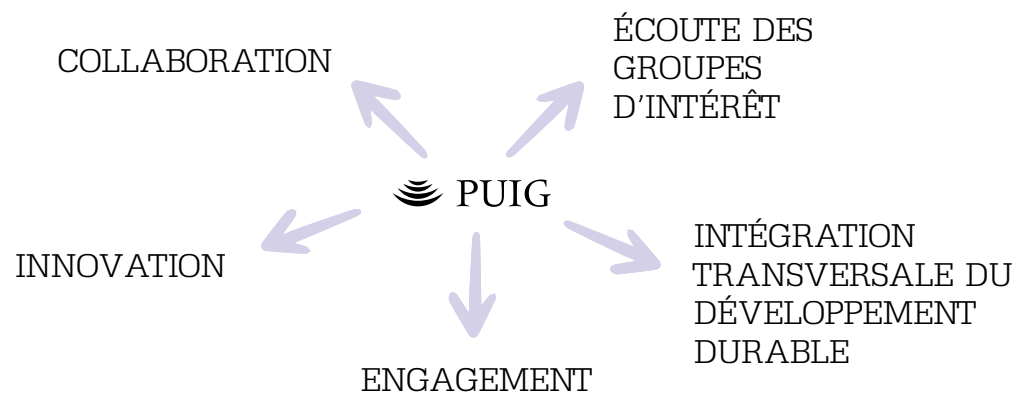 COLLABORATION
ÉCOUTE DES
GROUPES
D'INTÉRÊT
PUIG
INNOVATION
INTÉGRATION
TRANSVERSALE DU
DÉVELOPPEMENT
DURABLE
ENGAGEMENT